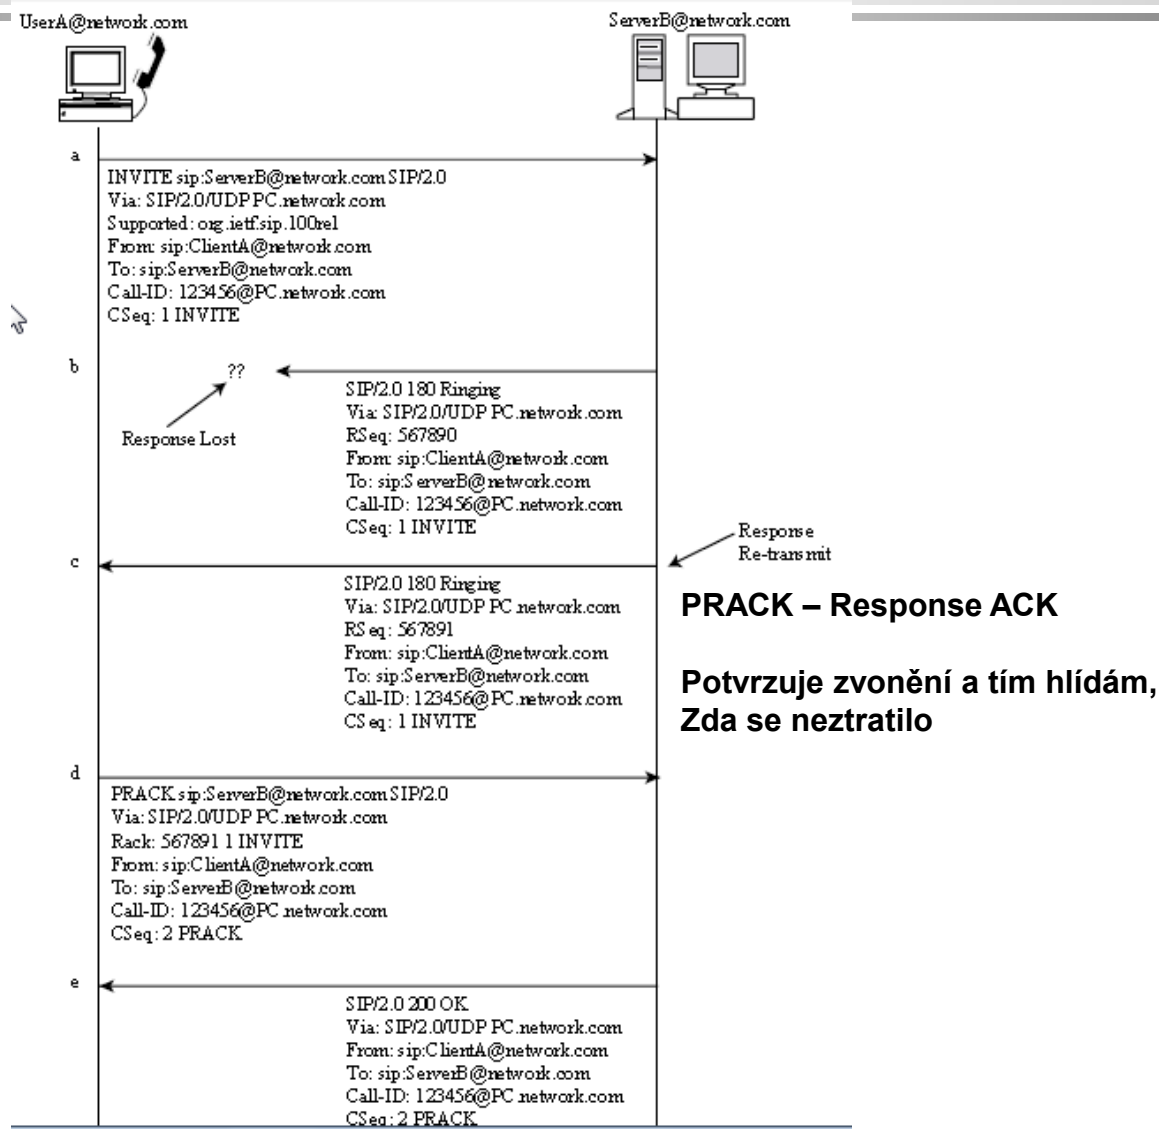 UserA@network.com
ServerB@network.com
a
INVITE sip:ServerB@network.com SIP/2.0
Via: SIP/2.0/UDP PC.network.com
Supported: org.ietf.sip.100rel
From: sip:ClientA@network.com
To: sip:ServerB@network.com
Call-ID: 123456@PC.network.com
CSeq: 1 INVITE
b
??
Response Lost
SIP/2.0 180 Ringing
Via: SIP/2.0/UDP PC.network.com
RSeq: 567890
From: sip:ClientA@network.com
To: sip:ServerB@network.com
Call-ID: 123456@PC.network.com
CSeq: 1 INVITE
Response
Re-transmit
c
SIP/2.0 180 Ringing
Via: SIP/2.0/UDP PC.network.com
RSeq: 567891
From: sip:ClientA@network.com
To: sip:ServerB@network.com
Call-ID: 123456@PC.network.com
CSeq: 1 INVITE
PRACK – Response ACK
Potvrzuje zvonění a tím hlídám,
Zda se neztratilo
d
PRACK sip:ServerB@network.com SIP/2.0
Via: SIP/2.0/UDP PC.network.com
Rack: 567891 1 INVITE
From: sip:ClientA@network.com
To: sip:ServerB@network.com
Call-ID: 123456@PC.network.com
CSeq: 2 PRACK
e
SIP/2.0 200 OK
Via: SIP/2.0/UDP PC.network.com
From: sip:ClientA@network.com
To: sip:ServerB@network.com
Call-ID: 123456@PC.network.com
CSeq: 2 PRACK